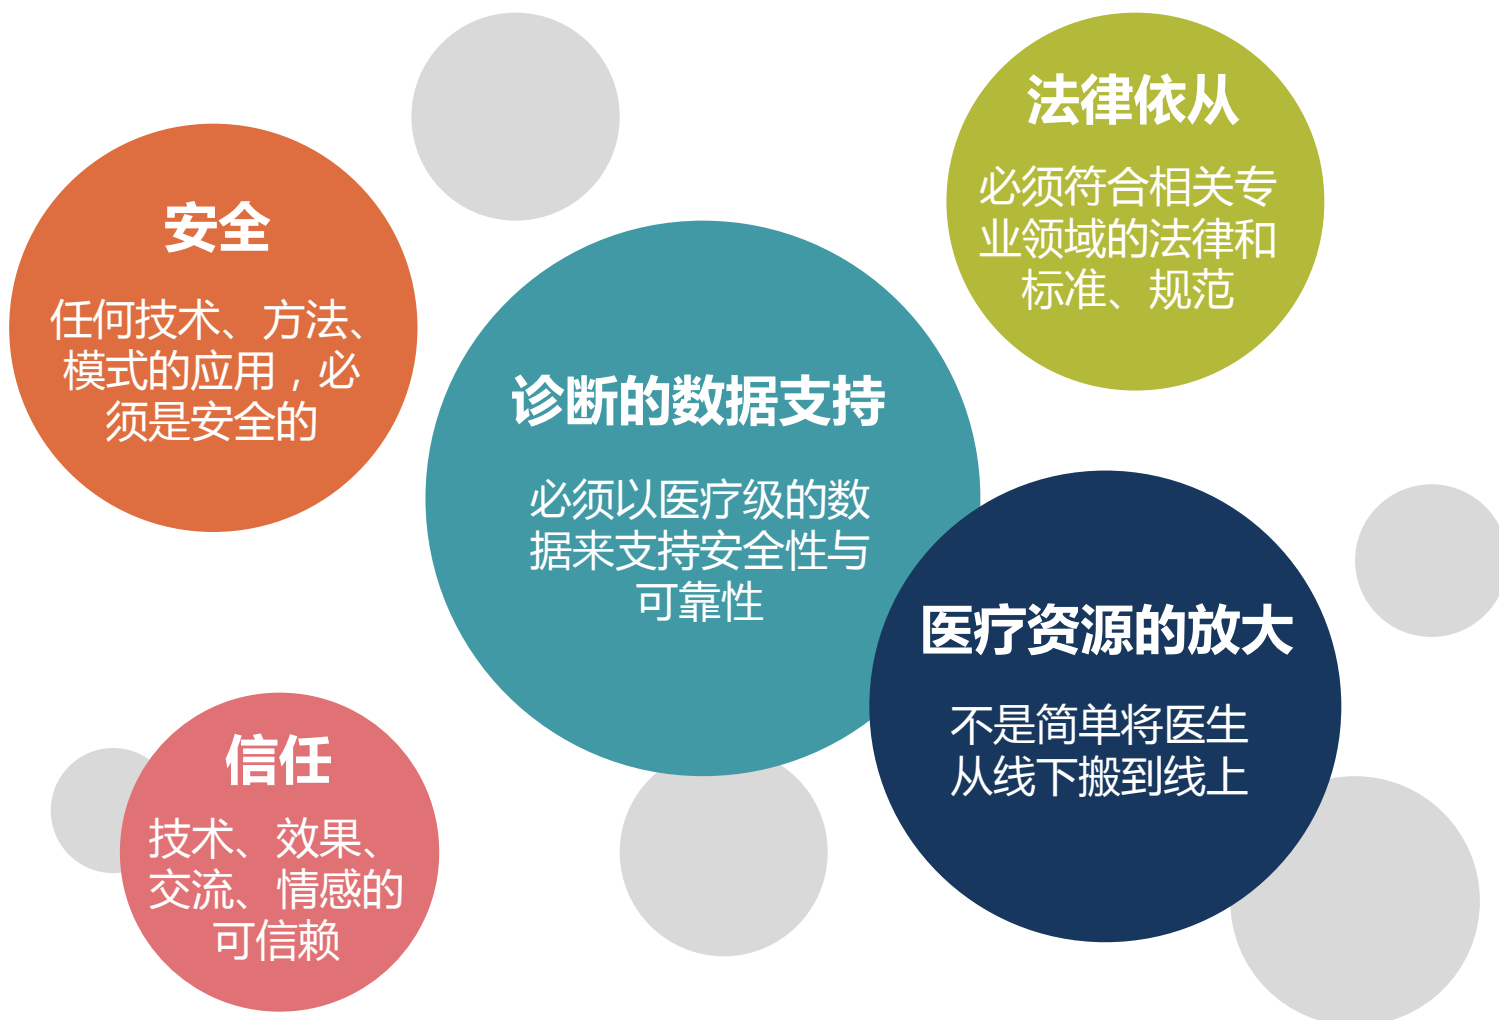 安全
任何技术、方法、
模式的应用，必
须是安全的
法律依从
必须符合相关专
业领域的法律和
标准、规范
诊断的数据支持
必须以医疗级的数
据来支持安全性与
可靠性
医疗资源的放大
不是简单将医生
从线下搬到线上
信任
技术、效果、
交流、情感的
可信赖